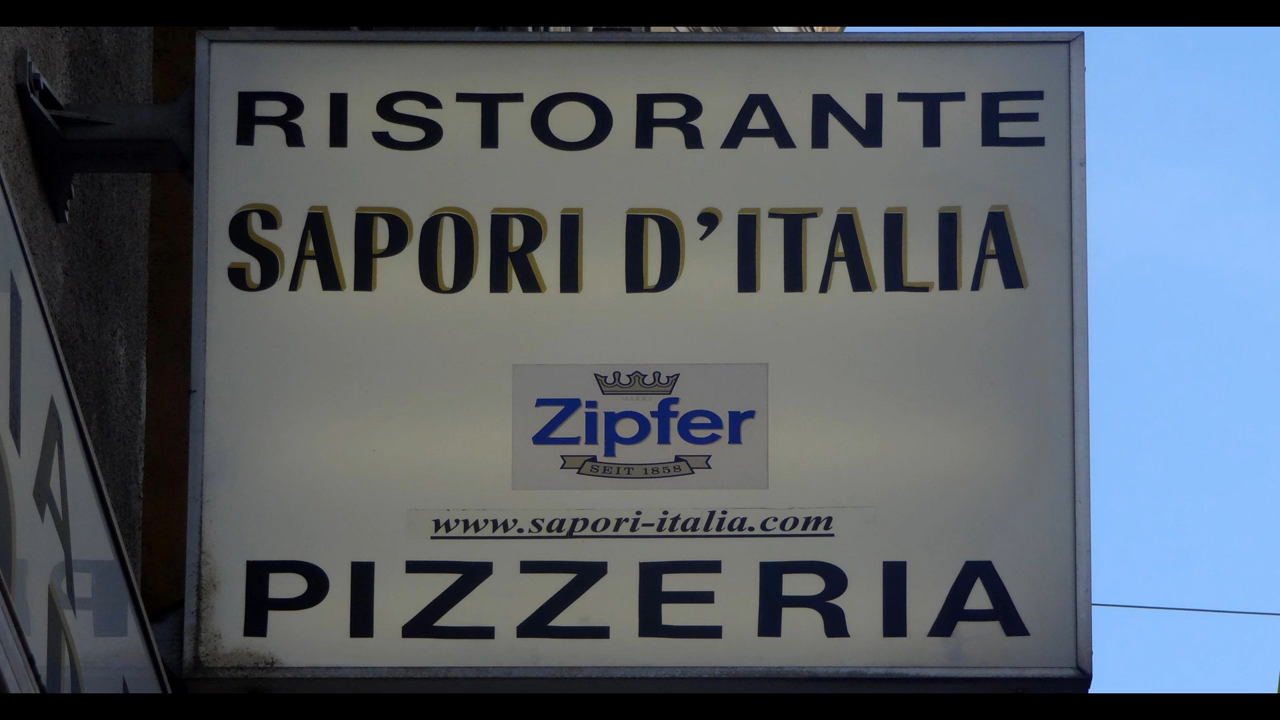 RISTORANTE
SAPORI D'ITALIA
Zipfer
SEIT 1858
www.sapori-italia.com
PIZZERIA